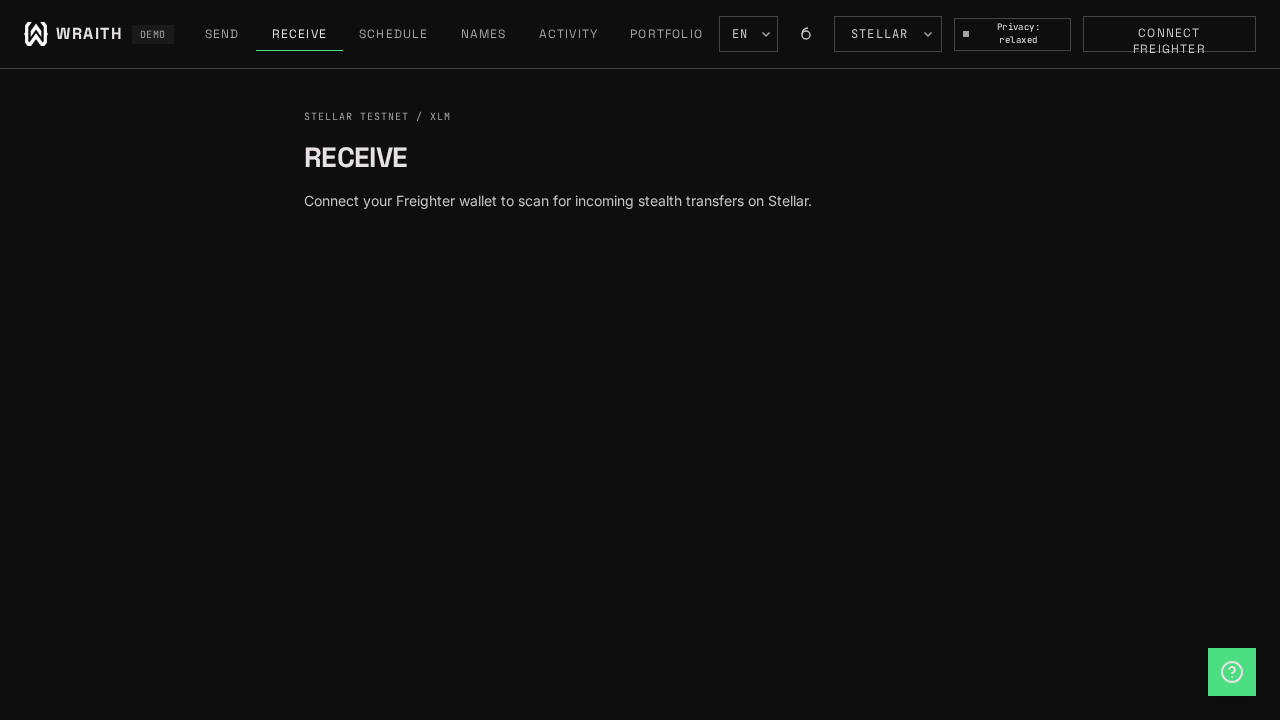 WRAITH DEMO SEND RECEIVE SCHEDULE NAMES ACTIVITY PORTFOLIO EN STELLAR
Privacy:
relaxed
CONNECT
FREIGHTER
STELLAR TESTNET / XLM
RECEIVE
Connect your Freighter wallet to scan for incoming stealth transfers on Stellar.